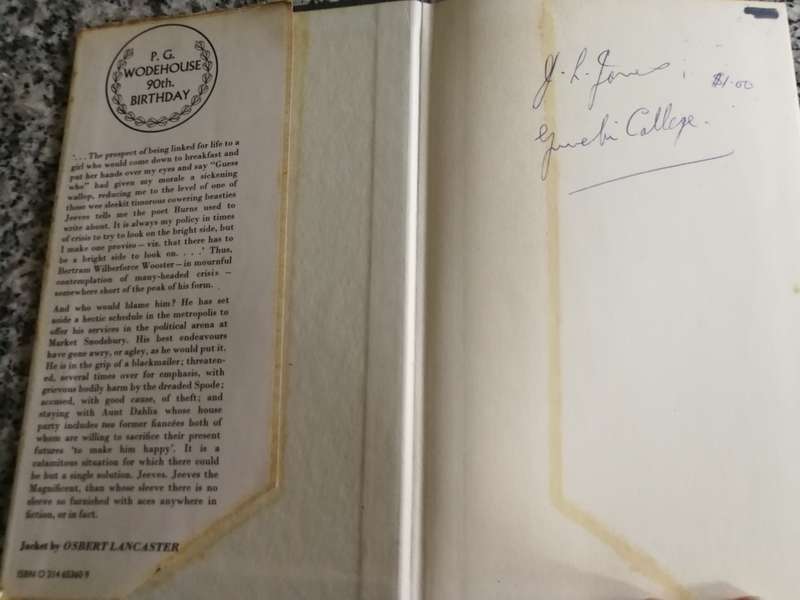 P. G.
WODEHOUSE
90th.
BIRTHDAY
‘. . . The prospect of being linked for life to a
girl who would come down to breakfast and
put her hands over my eyes and say “Guess
who” had given my morale a sickening
wallop, reducing me to the level of one of
those wee sleekit timorous cowering beasties
Jeeves tells me the poet Burns used to
write about. It is always my policy in times
of crisis to try to look on the bright side, but
I make one proviso – viz. that there has to
be a bright side to look on. . . .’ Thus,
Bertram Wilberforce Wooster – in mournful
contemplation of many-headed crisis –
somewhere short of the peak of his form.
And who would blame him? He has set
aside a hectic schedule in the metropolis to
offer his services in the political arena at
Market Snodsbury. His best endeavours
have gone awry, or agley, as he would put it.
He is in the grip of a blackmailer; threaten-
ed, several times over for emphasis, with
grievous bodily harm by the dreaded Spode;
accused, with good cause, of theft; and
staying with Aunt Dahlia whose house
party includes two former fiancées both of
whom are willing to sacrifice their present
futures ‘to make him happy’. It is a
calamitous situation for which there could
be but a single solution. Jeeves. Jeeves the
Magnificent, than whose sleeve there is no
sleeve so furnished with aces anywhere in
fiction, or in fact.
Jacket by OSBERT LANCASTER
ISBN 0 214 65360 9
J. L. Jones
$1.00
College.